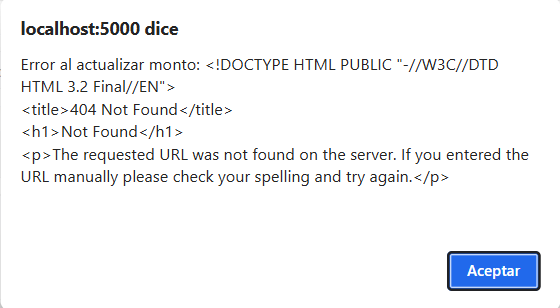 localhost:5000 dice
Error al actualizar monto: <!DOCTYPE HTML PUBLIC "-//W3C//DTD
HTML 3.2 Final//EN">
<title>404 Not Found</title>
<h1>Not Found</h1>
<p>The requested URL was not found on the server. If you entered the
URL manually please check your spelling and try again.</p>
Aceptar